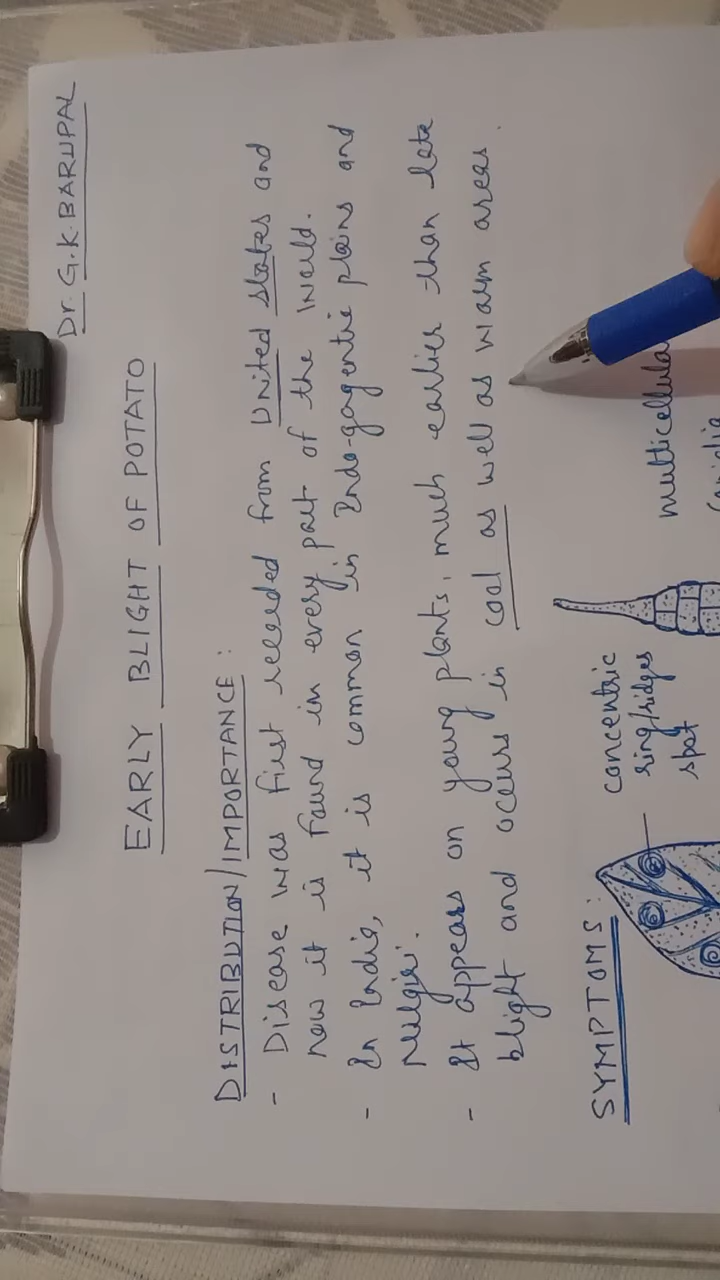 Dr. G.K. BARUPAL
EARLY BLIGHT OF POTATO
DISTRIBUTION/IMPORTANCE:
- Disease was first recorded from United states and
now it is found in every part of the World.
- In India, it is common in Indo-gangentic plains and
Neelgiri.
- It appears on young plants, much earlier than late
blight and occurs in cool as well as warm areas.
SYMPTOMS:
concentric
ring/ridges
spot
multicellula